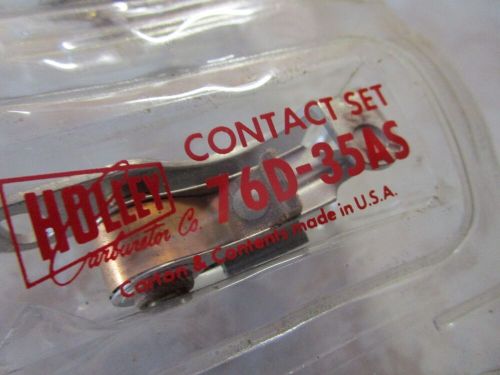 CONTACT SET
76D-35AS
HOLLEY
Carburetor Co.
Carton & Contents made in U.S.A.